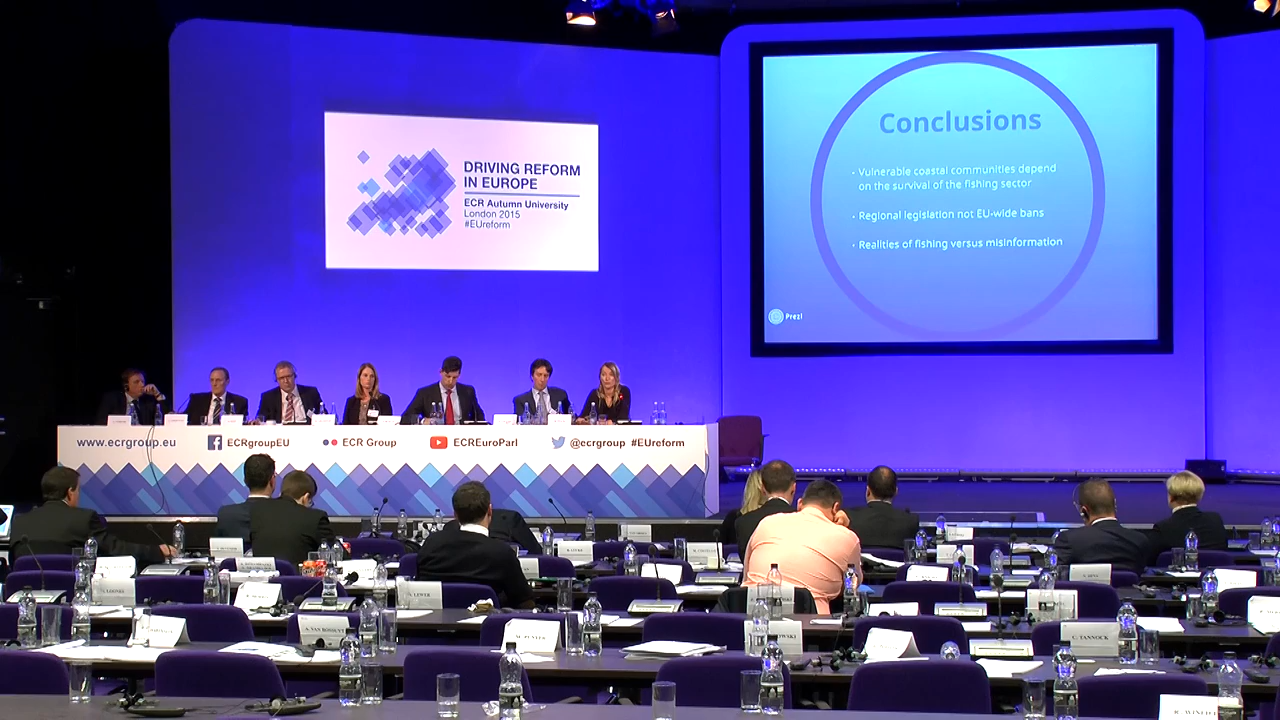 DRIVING REFORM
IN EUROPE
ECR Autumn University
London 2015
#EUreform
Conclusions
· Vulnerable coastal communities depend
on the survival of the fishing sector
· Regional legislation not EU-wide bans
· Realities of fishing versus misinformation
Prezi
www.ecrgroup.eu
ECRgroupEU
ECR Group
ECREuroParl
@ecrgroup #EUreform
C. TANNOCK